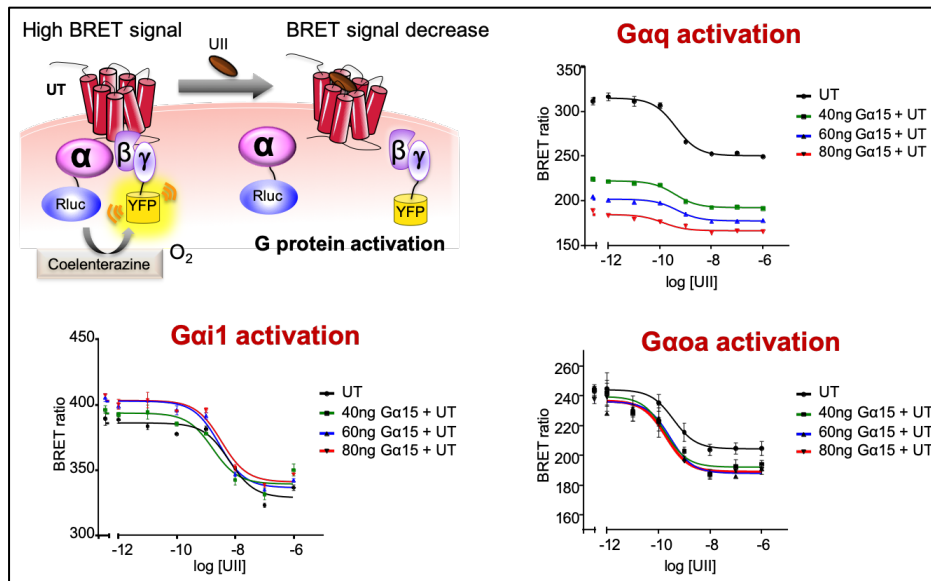 High BRET signal
BRET signal decrease
UII
UT
α
β
γ
α
β
γ
Rluc
YFP
Rluc
YFP
Coelenterazine
O2
G protein activation
Gαq activation
350
300
250
200
150
BRET ratio
-12
-10
-8
-6
log [UII]
UT
40ng Gα15 + UT
60ng Gα15 + UT
80ng Gα15 + UT
Gαi1 activation
450
400
350
300
BRET ratio
-12
-10
-8
-6
log [UII]
UT
40ng Gα15 + UT
60ng Gα15 + UT
80ng Gα15 + UT
Gαoa activation
260
240
220
200
180
160
BRET ratio
-12
-10
-8
-6
log [UII]
UT
40ng Gα15 + UT
60ng Gα15 + UT
80ng Gα15 + UT